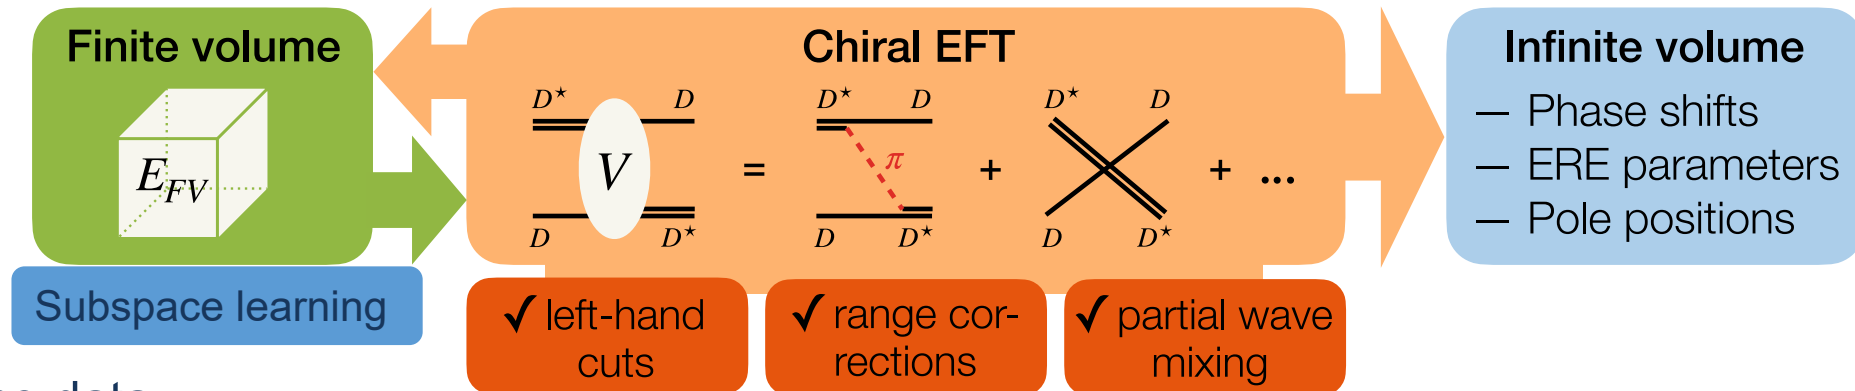 Finite volume
Chiral EFT
Infinite volume
D* D D* D D* D
— Phase shifts
E_FV V = π + + ...
— ERE parameters
— Pole positions
D D* D D* D D*
Subspace learning
✓ left-hand cuts
✓ range cor-
rections
✓ partial wave
mixing